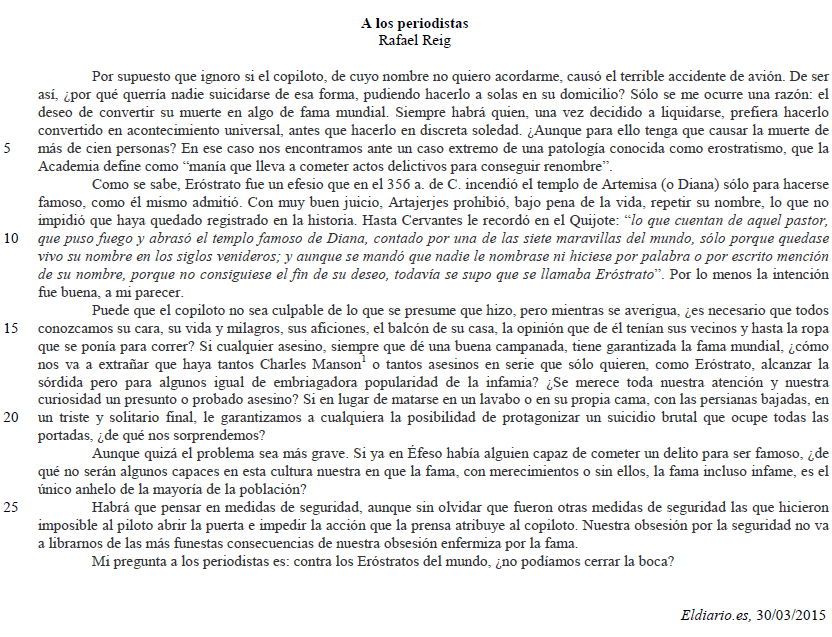 A los periodistas
Rafael Reig
Por supuesto que ignoro si el copiloto, de cuyo nombre no quiero acordarme, causó el terrible accidente de avión. De ser
así, ¿por qué querría nadie suicidarse de esa forma, pudiendo hacerlo a solas en su domicilio? Sólo se me ocurre una razón: el
deseo de convertir su muerte en algo de fama mundial. Siempre habrá quien, una vez decidido a liquidarse, prefiera hacerlo
convertido en acontecimiento universal, antes que hacerlo en discreta soledad. ¿Aunque para ello tenga que causar la muerte de
5 más de cien personas? En ese caso nos encontramos ante un caso extremo de una patología conocida como erostratismo, que la
Academia define como “manía que lleva a cometer actos delictivos para conseguir renombre”.
Como se sabe, Eróstrato fue un efesio que en el 356 a. de C. incendió el templo de Artemisa (o Diana) sólo para hacerse
famoso, como él mismo admitió. Con muy buen juicio, Artajerjes prohibió, bajo pena de la vida, repetir su nombre, lo que no
impidió que haya quedado registrado en la historia. Hasta Cervantes le recordó en el Quijote: “lo que cuentan de aquel pastor,
10 que puso fuego y abrasó el templo famoso de Diana, contado por una de las siete maravillas del mundo, sólo porque quedase
vivo su nombre en los siglos venideros; y aunque se mandó que nadie le nombrase ni hiciese por palabra o por escrito mención
de su nombre, porque no consiguiese el fin de su deseo, todavía se supo que se llamaba Eróstrato”. Por lo menos la intención
fue buena, a mi parecer.
Puede que el copiloto no sea culpable de lo que se presume que hizo, pero mientras se averigua, ¿es necesario que todos
15 conozcamos su cara, su vida y milagros, sus aficiones, el balcón de su casa, la opinión que de él tenían sus vecinos y hasta la ropa
que se ponía para correr? Si cualquier asesino, siempre que dé una buena campanada, tiene garantizada la fama mundial, ¿cómo
nos va a extrañar que haya tantos Charles Manson1 o tantos asesinos en serie que sólo quieren, como Eróstrato, alcanzar la
sórdida pero para algunos igual de embriagadora popularidad de la infamia? ¿Se merece toda nuestra atención y nuestra
curiosidad un presunto o probado asesino? Si en lugar de matarse en un lavabo o en su propia cama, con las persianas bajadas, en
20 un triste y solitario final, le garantizamos a cualquiera la posibilidad de protagonizar un suicidio brutal que ocupe todas las
portadas, ¿de qué nos sorprendemos?
Aunque quizá el problema sea más grave. Si ya en Éfeso había alguien capaz de cometer un delito para ser famoso, ¿de
qué no serán algunos capaces en esta cultura nuestra en que la fama, con merecimientos o sin ellos, la fama incluso infame, es el
único anhelo de la mayoría de la población?
25 Habrá que pensar en medidas de seguridad, aunque sin olvidar que fueron otras medidas de seguridad las que hicieron
imposible al piloto abrir la puerta e impedir la acción que la prensa atribuye al copiloto. Nuestra obsesión por la seguridad no va
a librarnos de las más funestas consecuencias de nuestra obsesión enfermiza por la fama.
Mi pregunta a los periodistas es: contra los Eróstratos del mundo, ¿no podíamos cerrar la boca?
Eldiario.es, 30/03/2015